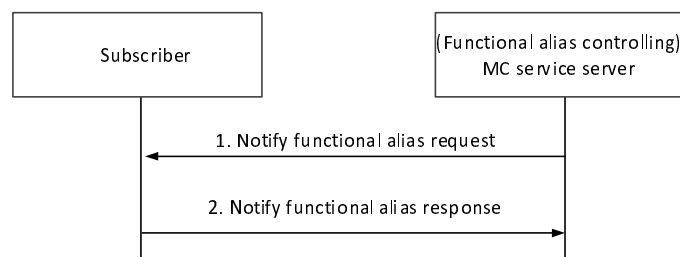 Subscriber
(Functional alias controlling)
MC service server
1. Notify functional alias request
2. Notify functional alias response